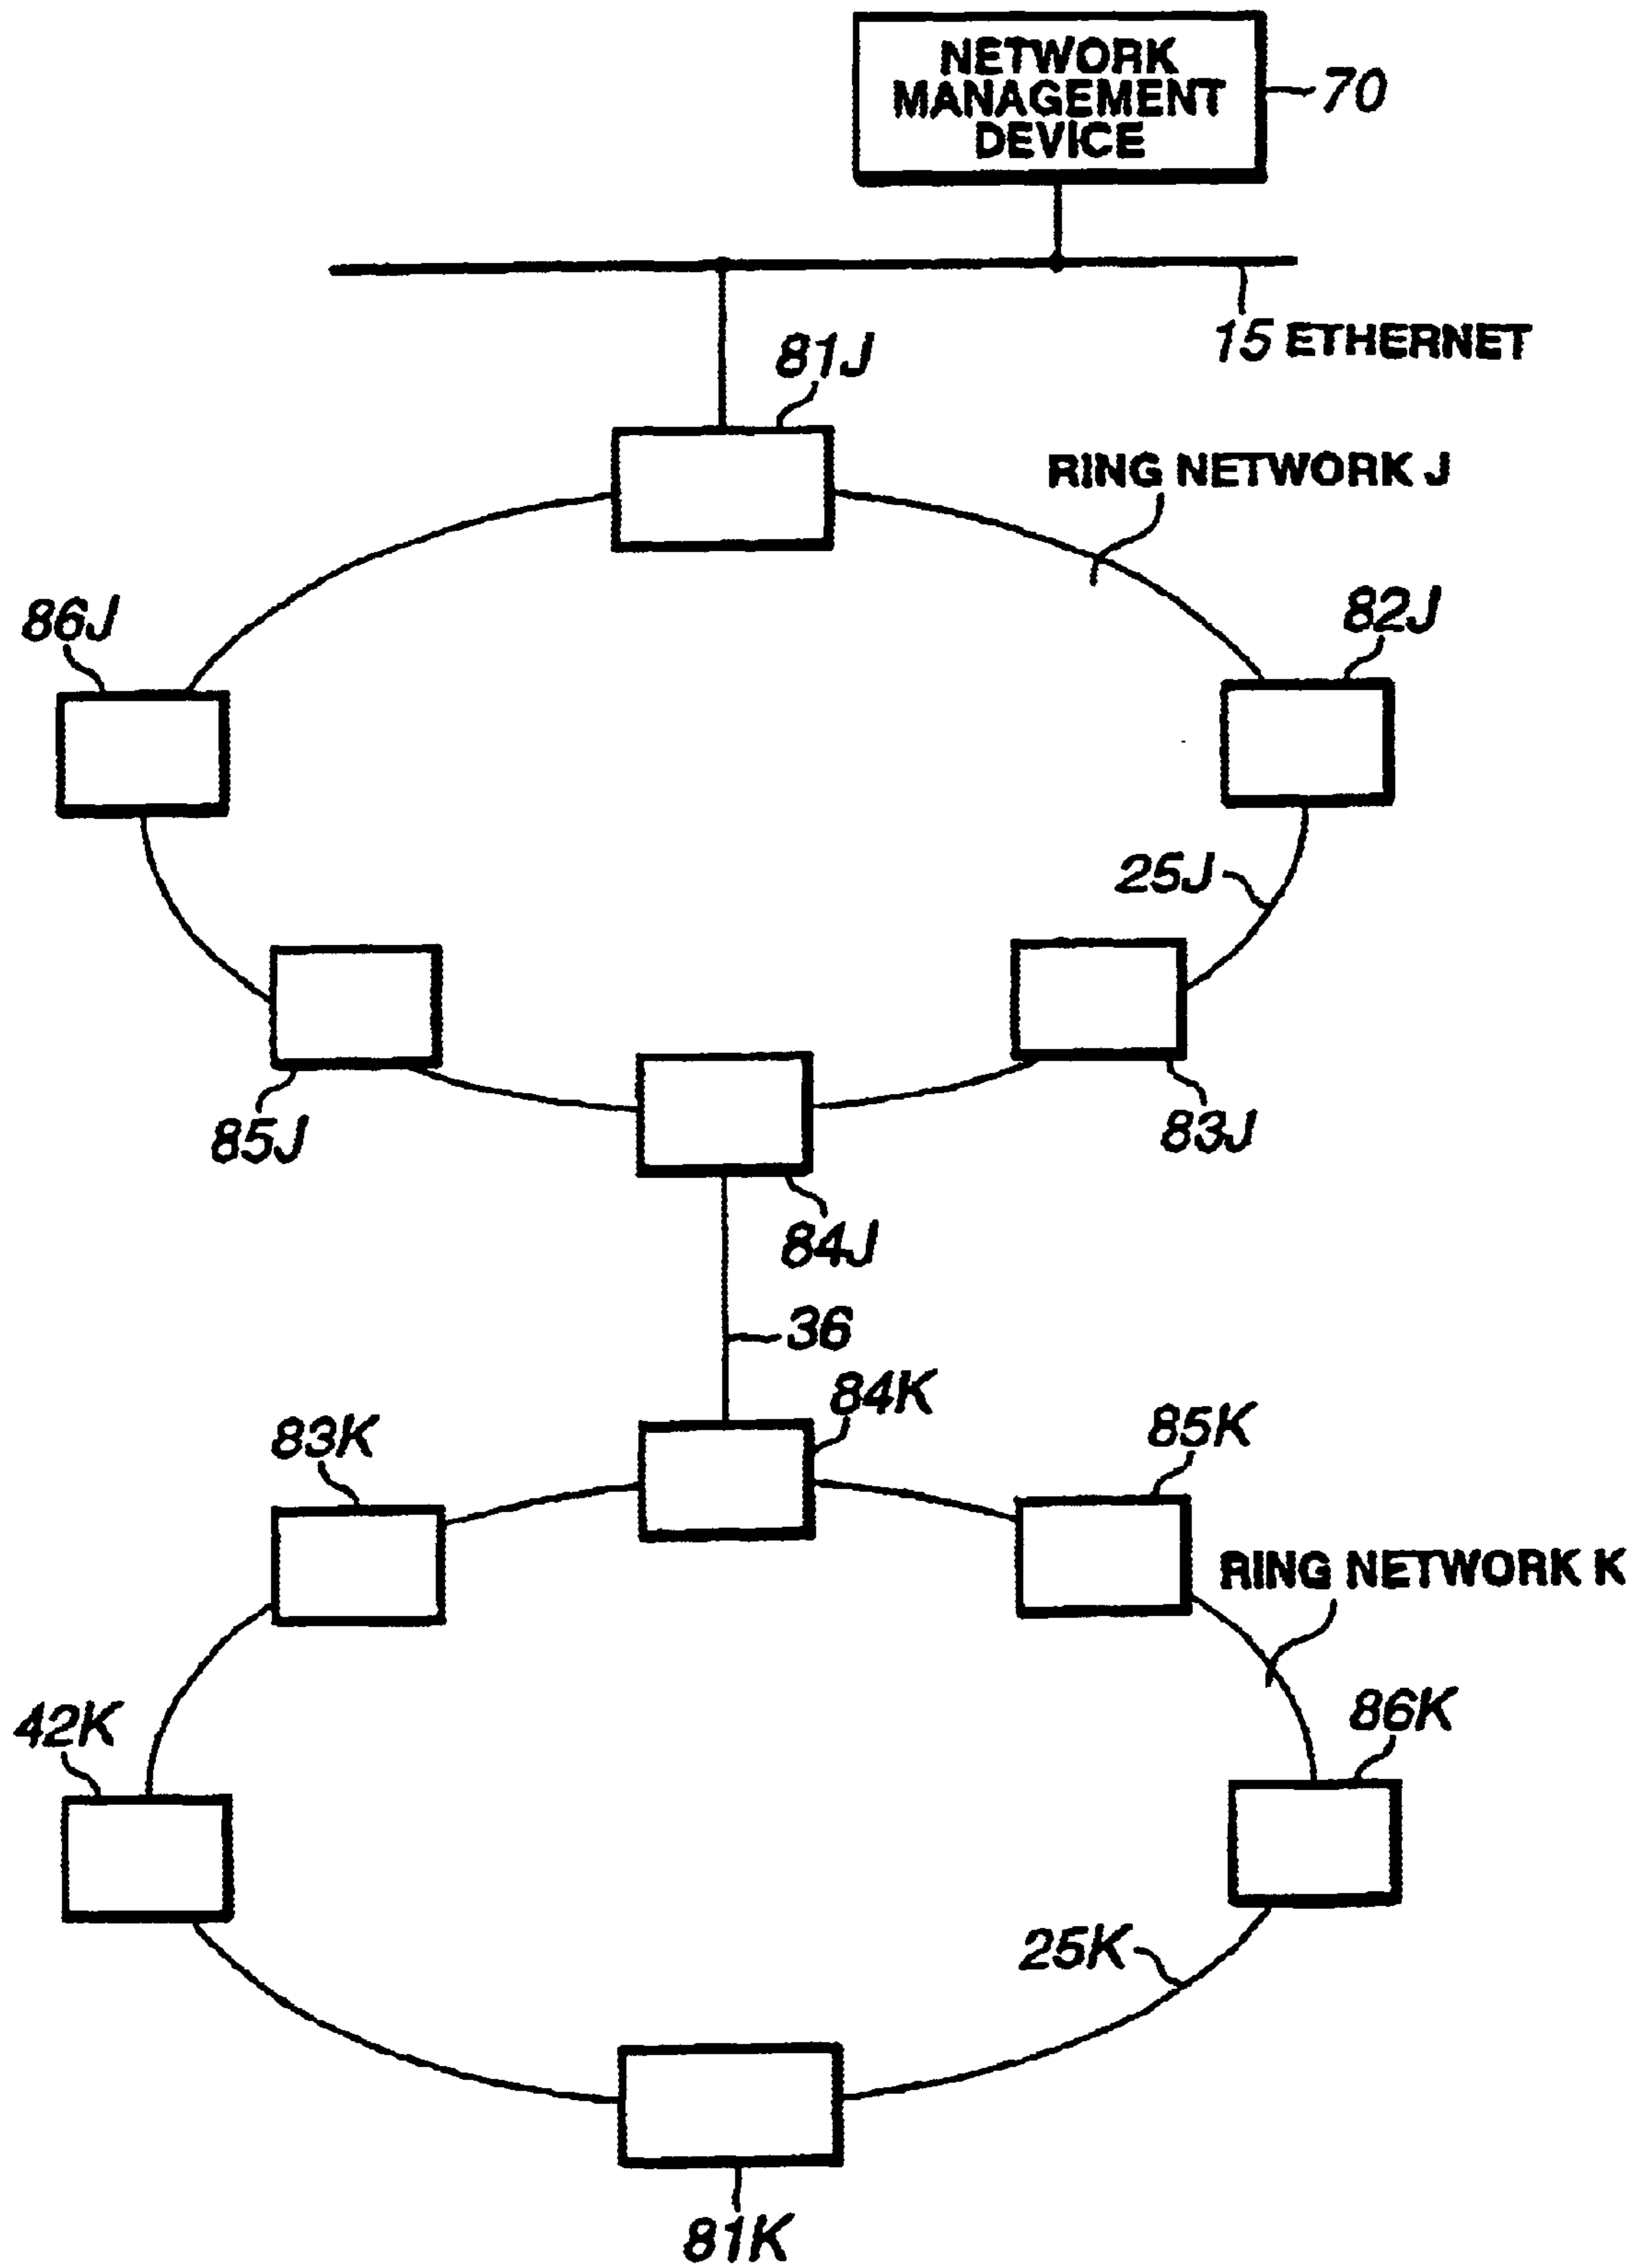 NETWORK
MANAGEMENT
DEVICE
70
15 ETHERNET
81J
RING NETWORK J
86J
82J
25J
85J
83J
84J
36
84K
83K
85K
RING NETWORK K
42K
86K
25K
81K